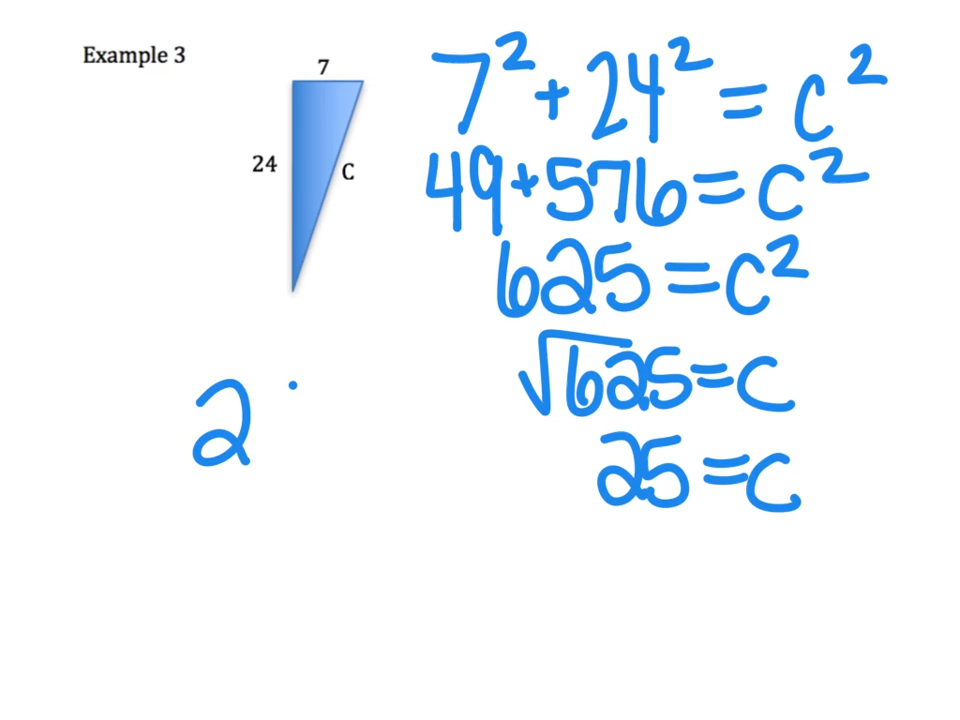 Example 3
7
24
C
7² + 24² = c²
49+576=c²
625=c²
√625=c
25=c
2